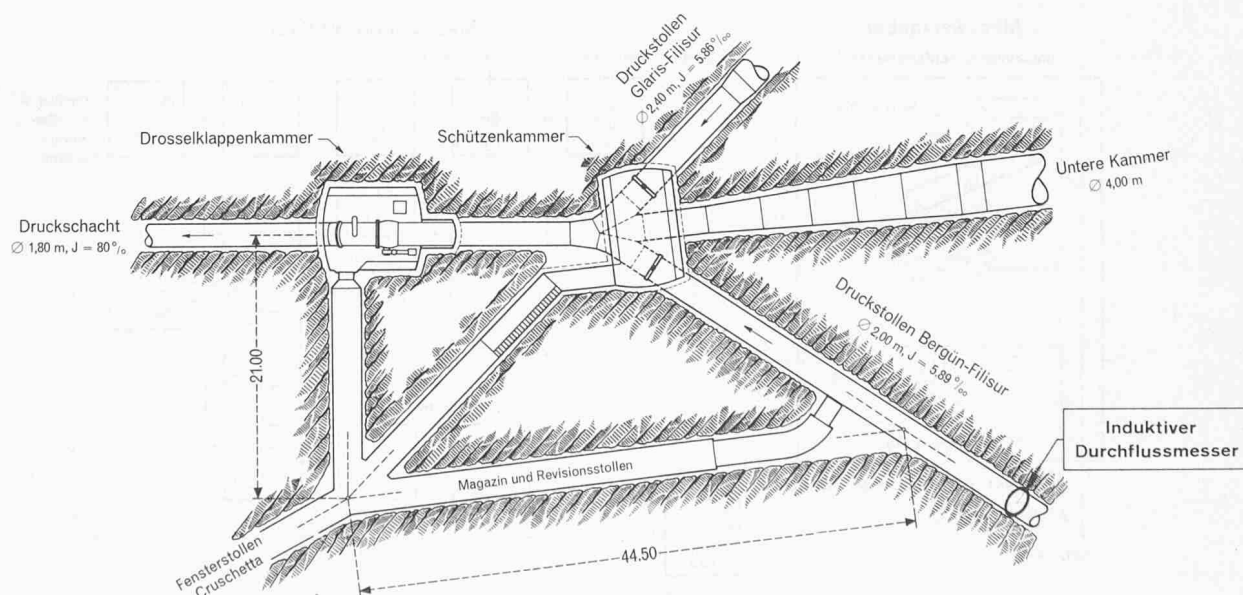 Druckstollen
Glaris-Filisur
∅ 2,40 m, J = 5.86 ‰
Drosselklappenkammer
Schützenkammer
Untere Kammer
∅ 4,00 m
Druckschacht
∅ 1,80 m, J = 80 ‰
Druckstollen Bergün-Filisur
∅ 2,00 m, J = 5,89 ‰
21.00
Induktiver
Durchflussmesser
Magazin und Revisionsstollen
Fensterstollen
Cruschetta
44.50